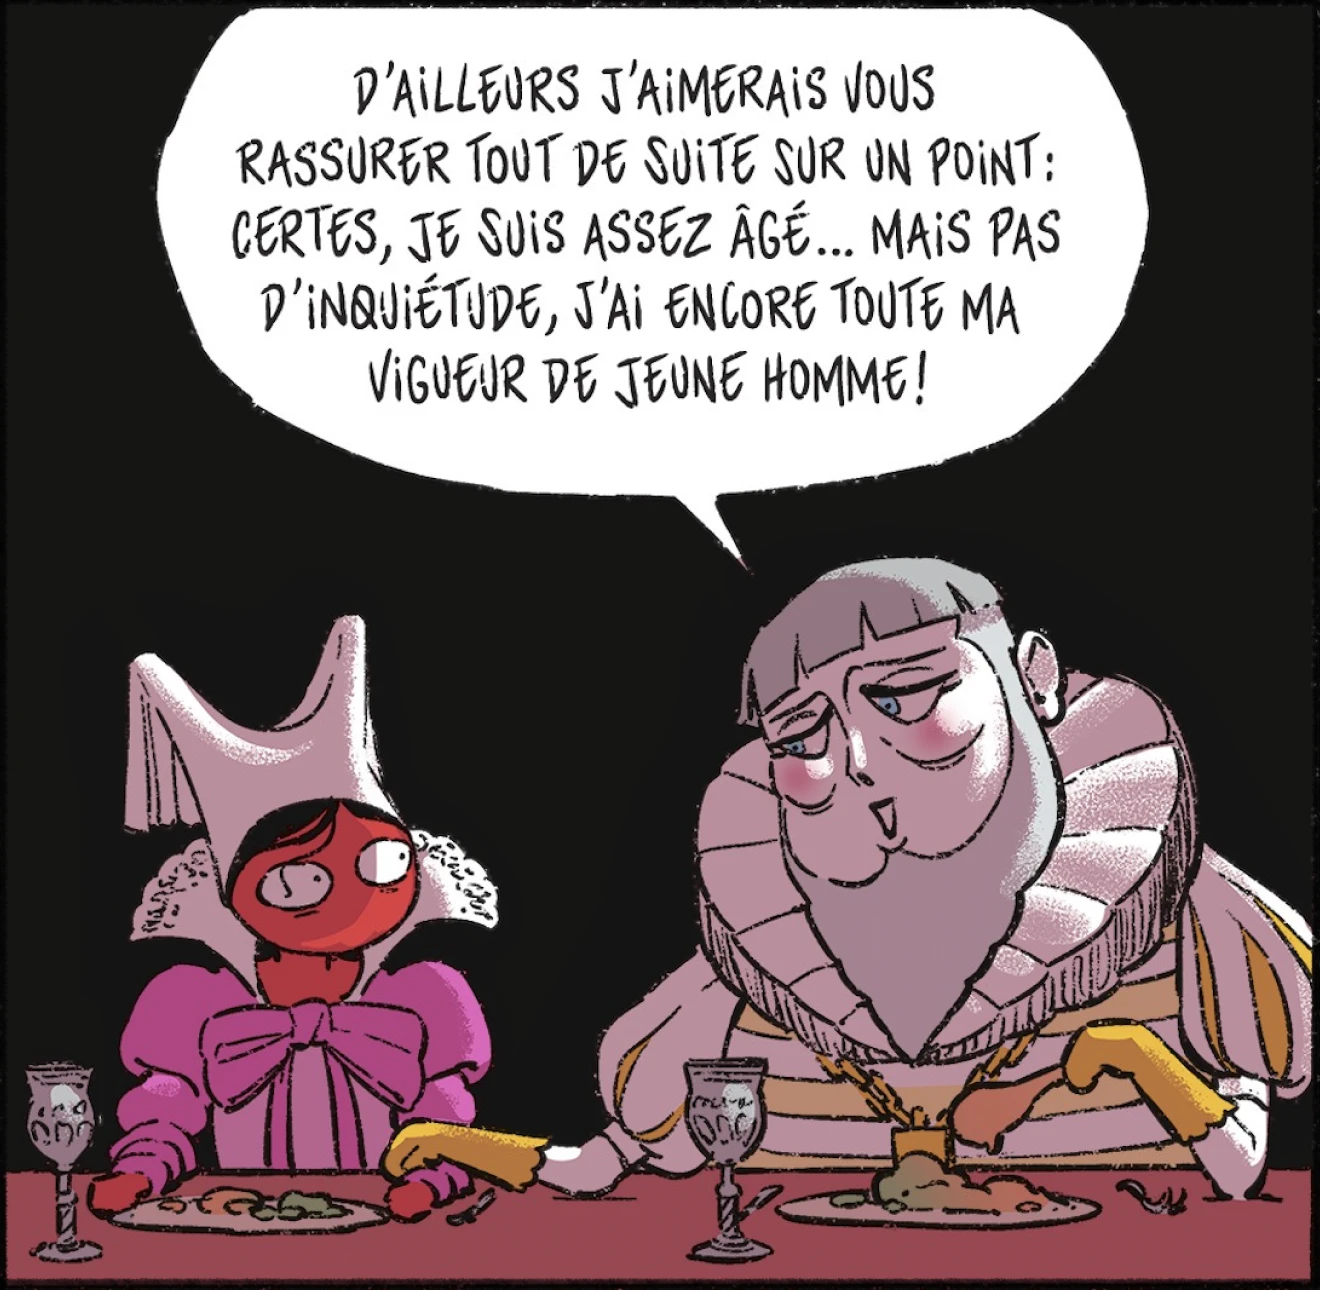 D'AILLEURS J'AIMERAIS VOUS
RASSURER TOUT DE SUITE SUR UN POINT:
CERTES, JE SUIS ASSEZ ÂGÉ... MAIS PAS
D'INQUIÉTUDE, J'AI ENCORE TOUTE MA
VIGUEUR DE JEUNE HOMME!